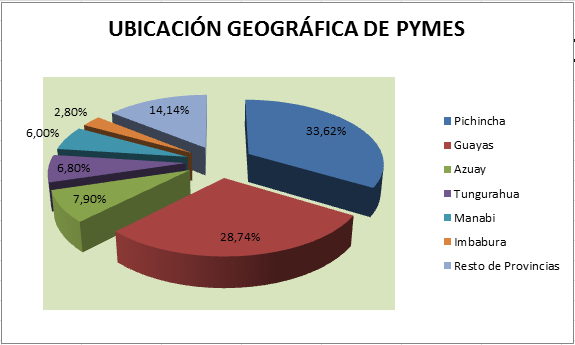 UBICACIÓN GEOGRÁFICA DE PYMES
2,80%
14,14%
6,00%
33,62%
6,80%
7,90%
28,74%
Pichincha
Guayas
Azuay
Tungurahua
Manabi
Imbabura
Resto de Provincias